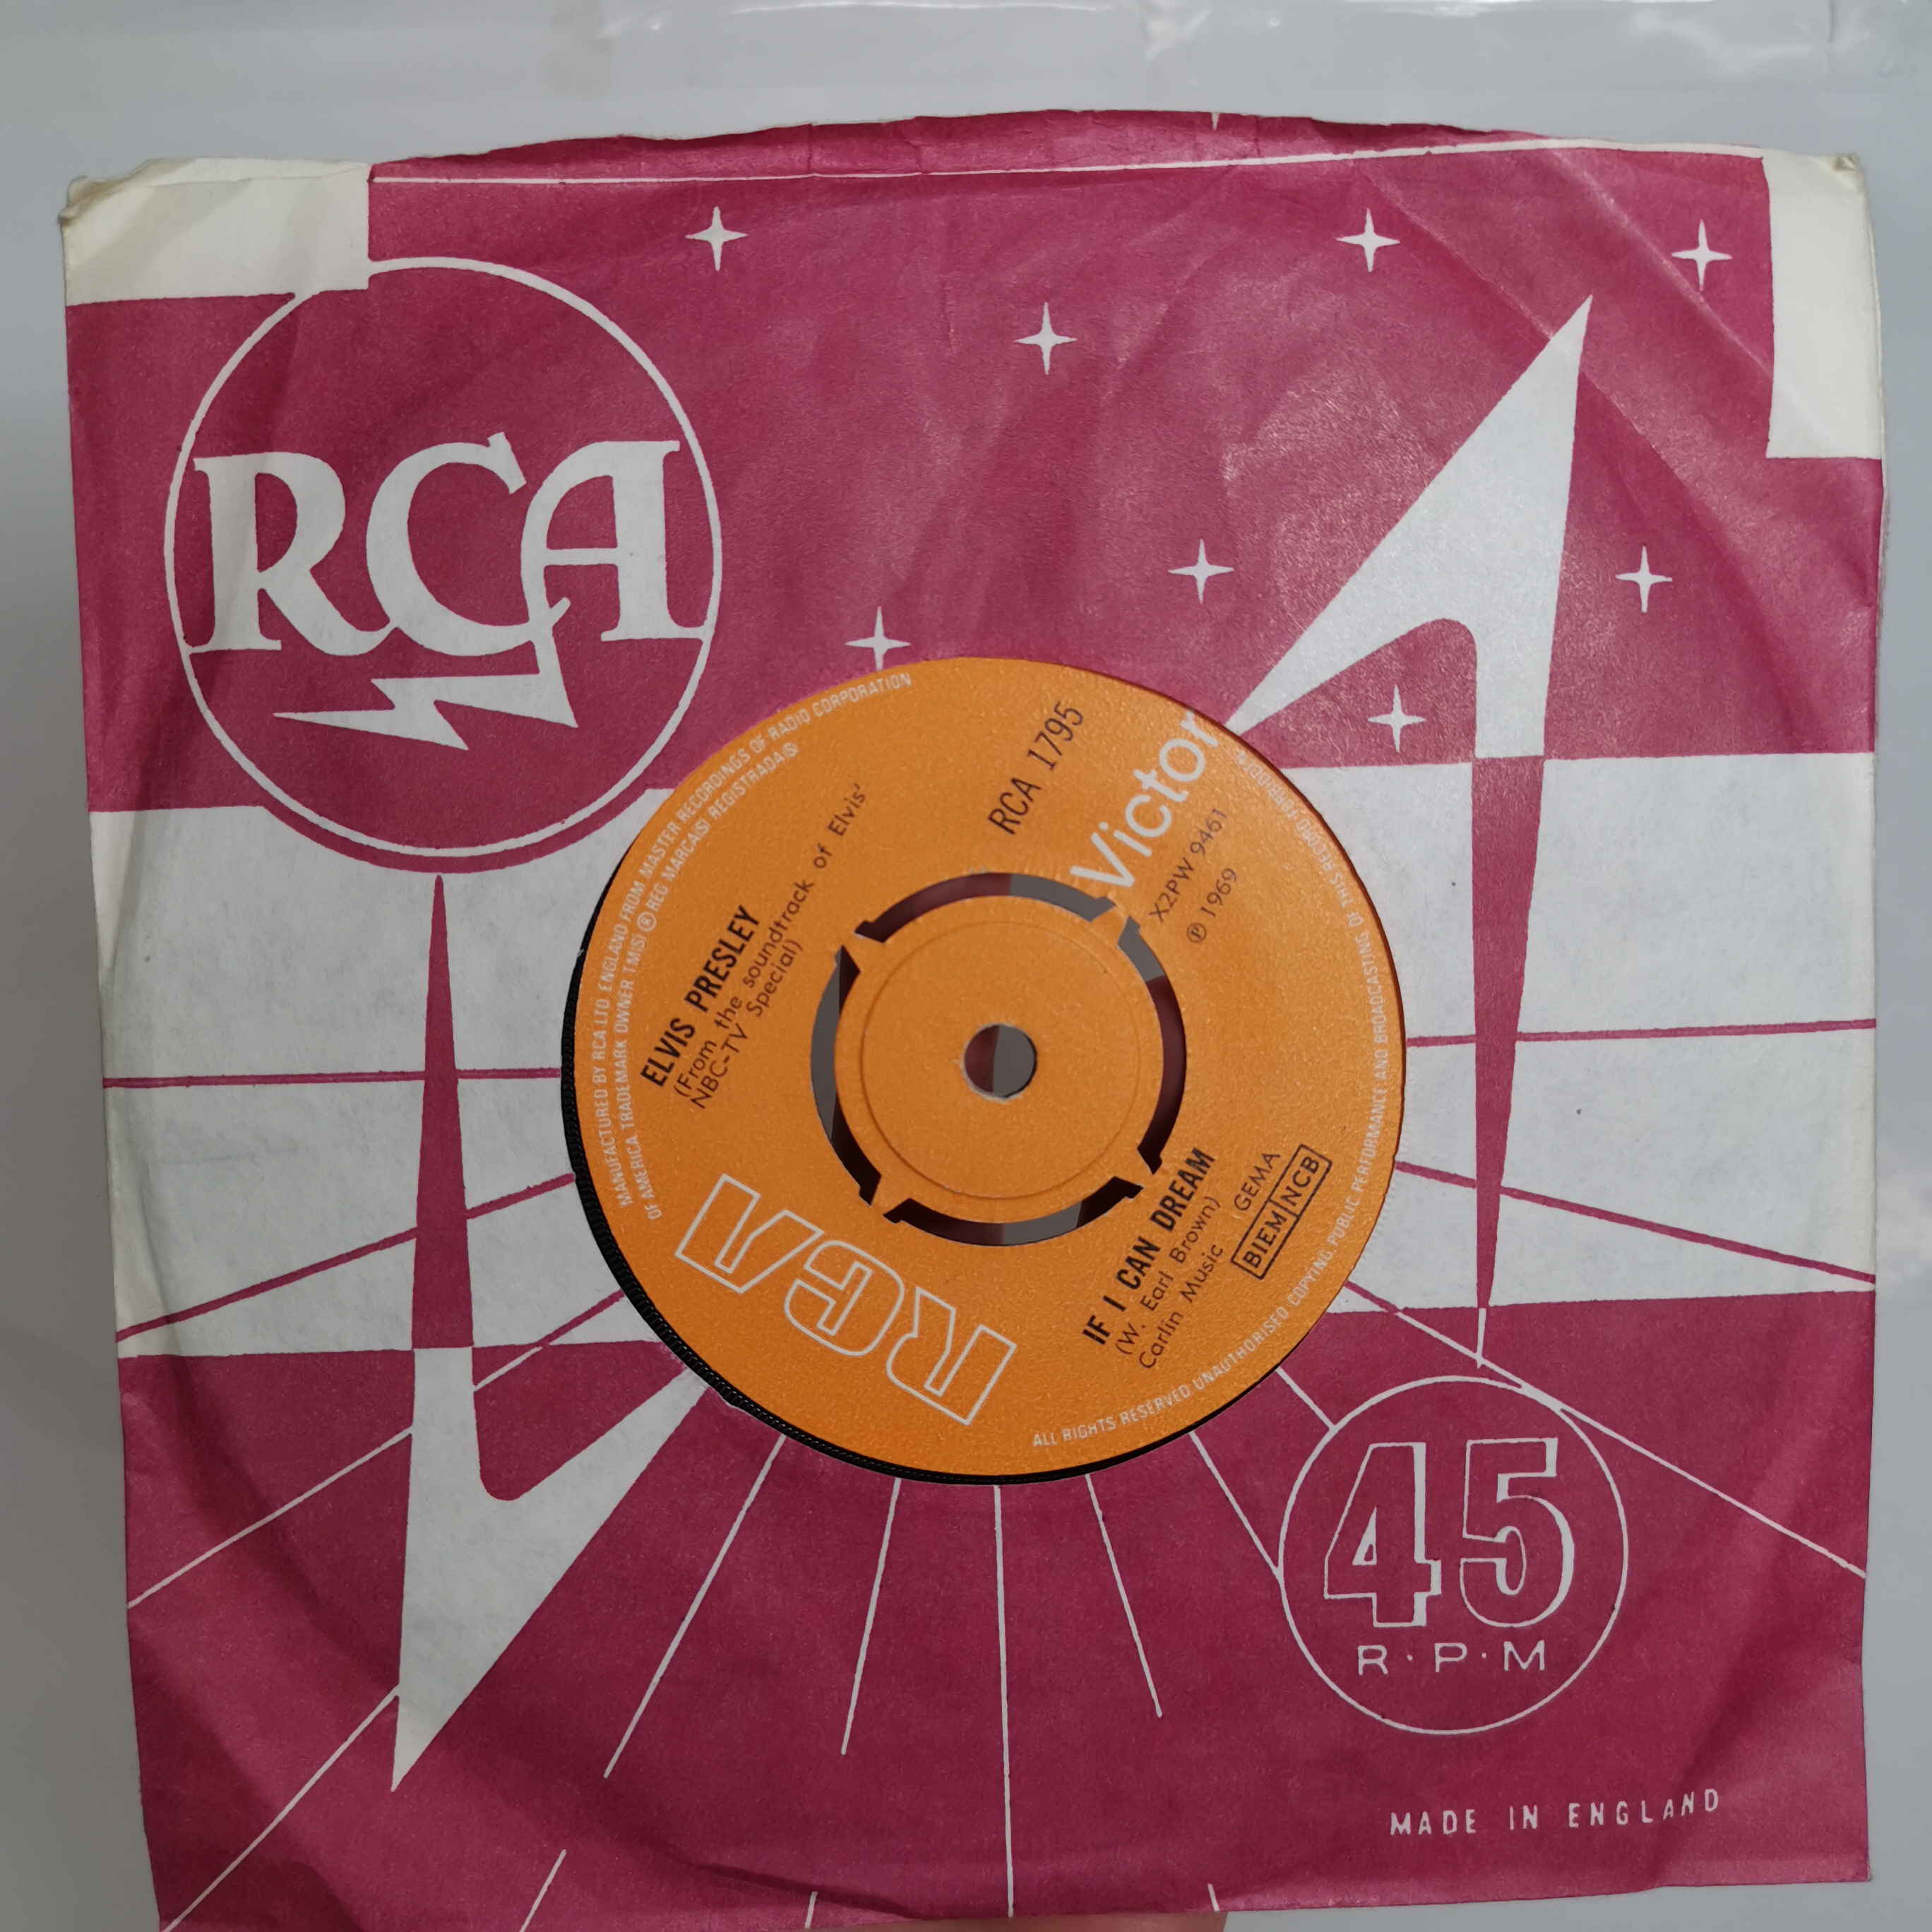 RCA
MANUFACTURED BY RCA LTD. ENGLAND FROM MASTER RECORDINGS OF RADIO CORPORATION
OF AMERICA. TRADEMARK OWNER TM(S) ® REG MARCA(S) REGISTRADA(S)
ELVIS PRESLEY
(From the soundtrack of Elvis'
NBC-TV Special)
RCA 1795
Victor
X2PW 9461
℗ 1969
RCA
IF I CAN DREAM
(W. Earl Brown)
Carlin Music (GEMA
BIEM NCB
ALL RIGHTS RESERVED UNAUTHORISED COPYING, PUBLIC PERFORMANCE AND BROADCASTING OF THIS RECORD
45
R·P·M
MADE IN ENGLAND